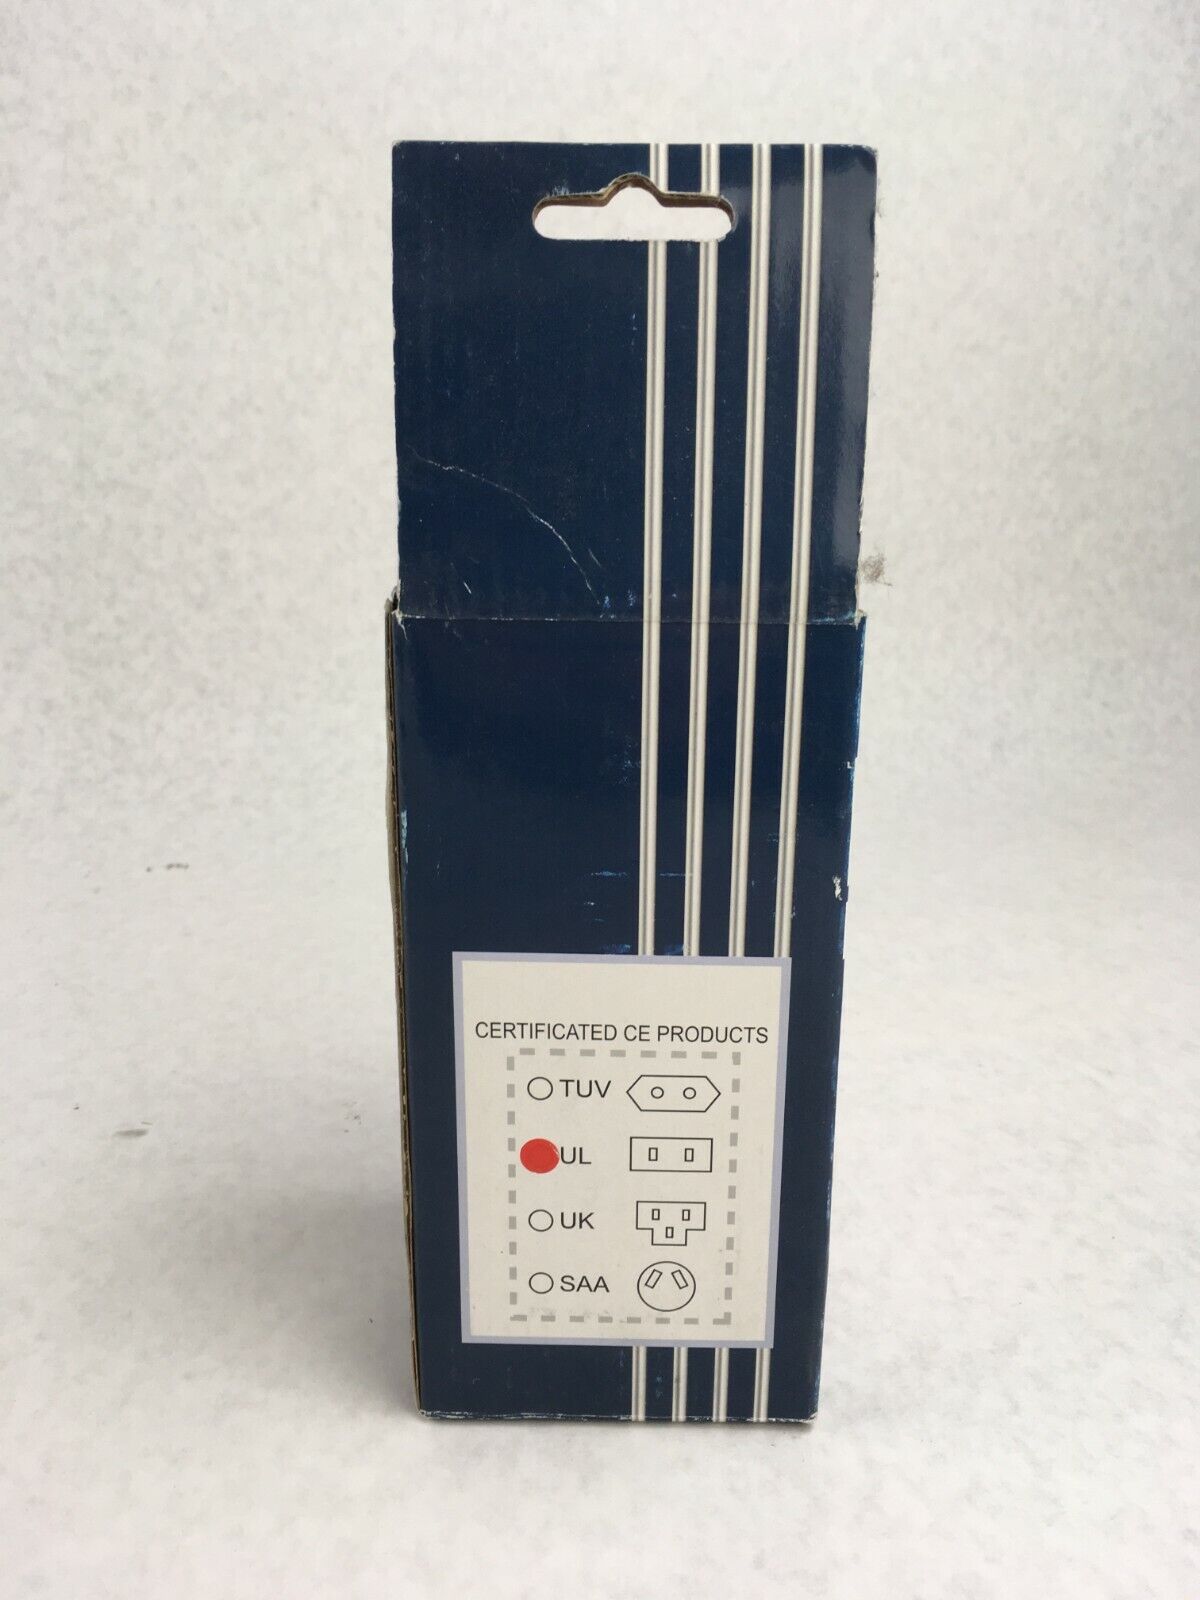 CERTIFICATED CE PRODUCTS
TUV
UL
UK
SAA